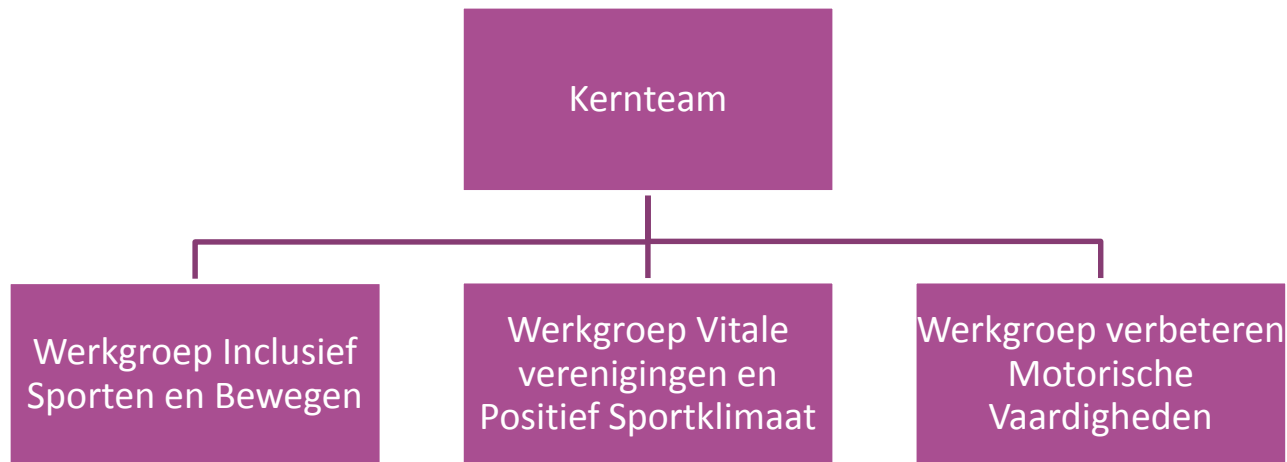 Kernteam
Werkgroep Inclusief
Sporten en Bewegen
Werkgroep Vitale
verenigingen en
Positief Sportklimaat
Werkgroep verbeteren
Motorische
Vaardigheden